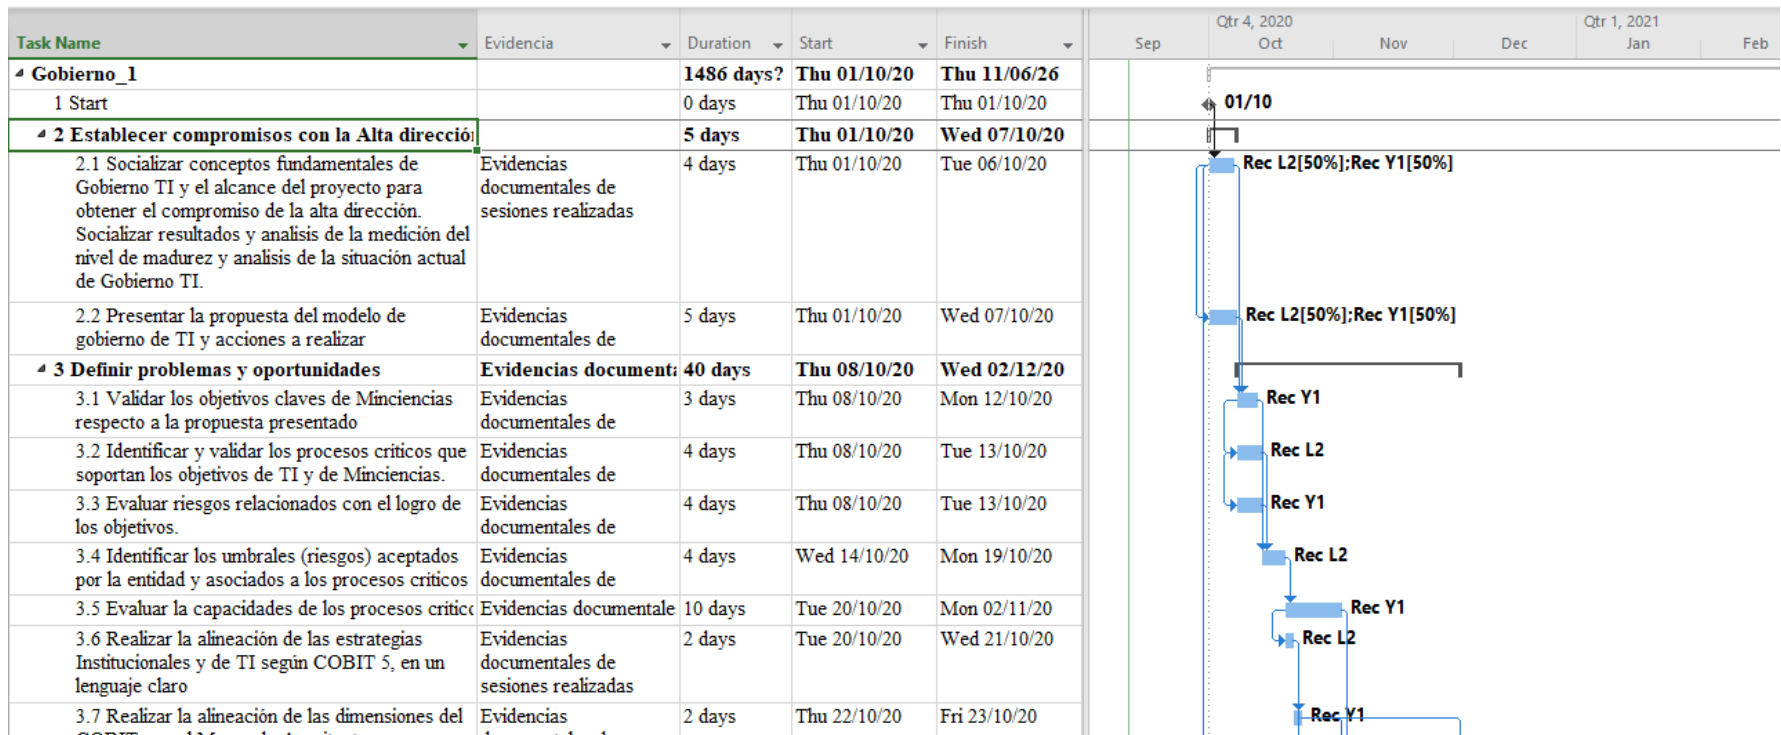 Qtr 4, 2020 Qtr 1, 2021
Task Name Evidencia Duration Start Finish Sep Oct Nov Dec Jan Feb
Gobierno_1 1486 days? Thu 01/10/20 Thu 11/06/26
1 Start 0 days Thu 01/10/20 Thu 01/10/20 01/10
2 Establecer compromisos con la Alta direcció 5 days Thu 01/10/20 Wed 07/10/20
2.1 Socializar conceptos fundamentales de Evidencias 4 days Thu 01/10/20 Tue 06/10/20 Rec L2[50%];Rec Y1[50%]
Gobierno TI y el alcance del proyecto para documentales de
obtener el compromiso de la alta dirección. sesiones realizadas
Socializar resultados y analisis de la medición del
nivel de madurez y analisis de la situación actual
de Gobierno TI.
2.2 Presentar la propuesta del modelo de Evidencias 5 days Thu 01/10/20 Wed 07/10/20 Rec L2[50%];Rec Y1[50%]
gobierno de TI y acciones a realizar documentales de
3 Definir problemas y oportunidades Evidencias documenta 40 days Thu 08/10/20 Wed 02/12/20
3.1 Validar los objetivos claves de Minciencias Evidencias 3 days Thu 08/10/20 Mon 12/10/20 Rec Y1
respecto a la propuesta presentado documentales de
3.2 Identificar y validar los procesos criticos que Evidencias 4 days Thu 08/10/20 Tue 13/10/20 Rec L2
soportan los objetivos de TI y de Minciencias. documentales de
3.3 Evaluar riesgos relacionados con el logro de Evidencias 4 days Thu 08/10/20 Tue 13/10/20 Rec Y1
los objetivos. documentales de
3.4 Identificar los umbrales (riesgos) aceptados Evidencias 4 days Wed 14/10/20 Mon 19/10/20 Rec L2
por la entidad y asociados a los procesos criticos documentales de
3.5 Evaluar la capacidades de los procesos critic Evidencias documentale 10 days Tue 20/10/20 Mon 02/11/20 Rec Y1
3.6 Realizar la alineación de las estrategias Evidencias 2 days Tue 20/10/20 Wed 21/10/20 Rec L2
Institucionales y de TI según COBIT 5, en un documentales de
lenguaje claro sesiones realizadas
3.7 Realizar la alineación de las dimensiones del Evidencias 2 days Thu 22/10/20 Fri 23/10/20 Rec Y1